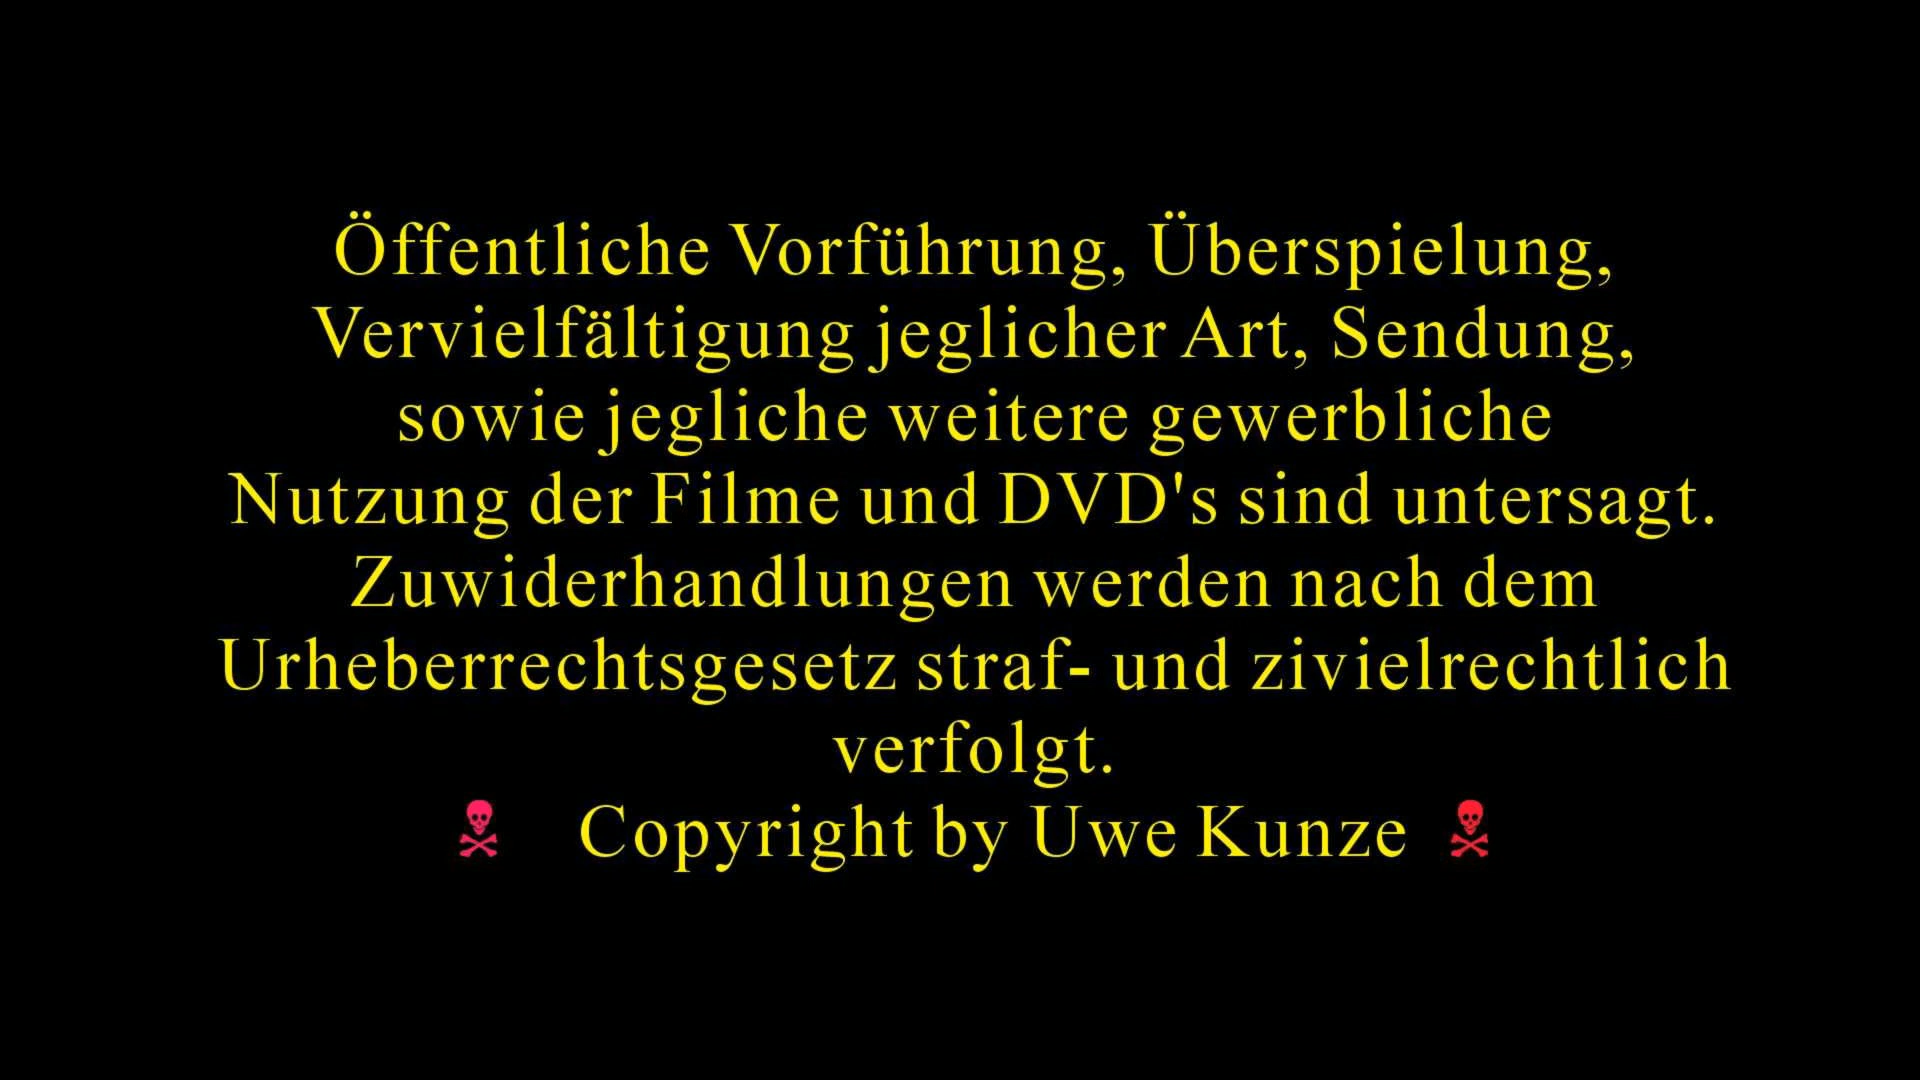 Öffentliche Vorführung, Überspielung,
Vervielfältigung jeglicher Art, Sendung,
sowie jegliche weitere gewerbliche
Nutzung der Filme und DVD's sind untersagt.
Zuwiderhandlungen werden nach dem
Urheberrechtsgesetz straf- und zivielrechtlich
verfolgt.
Copyright by Uwe Kunze